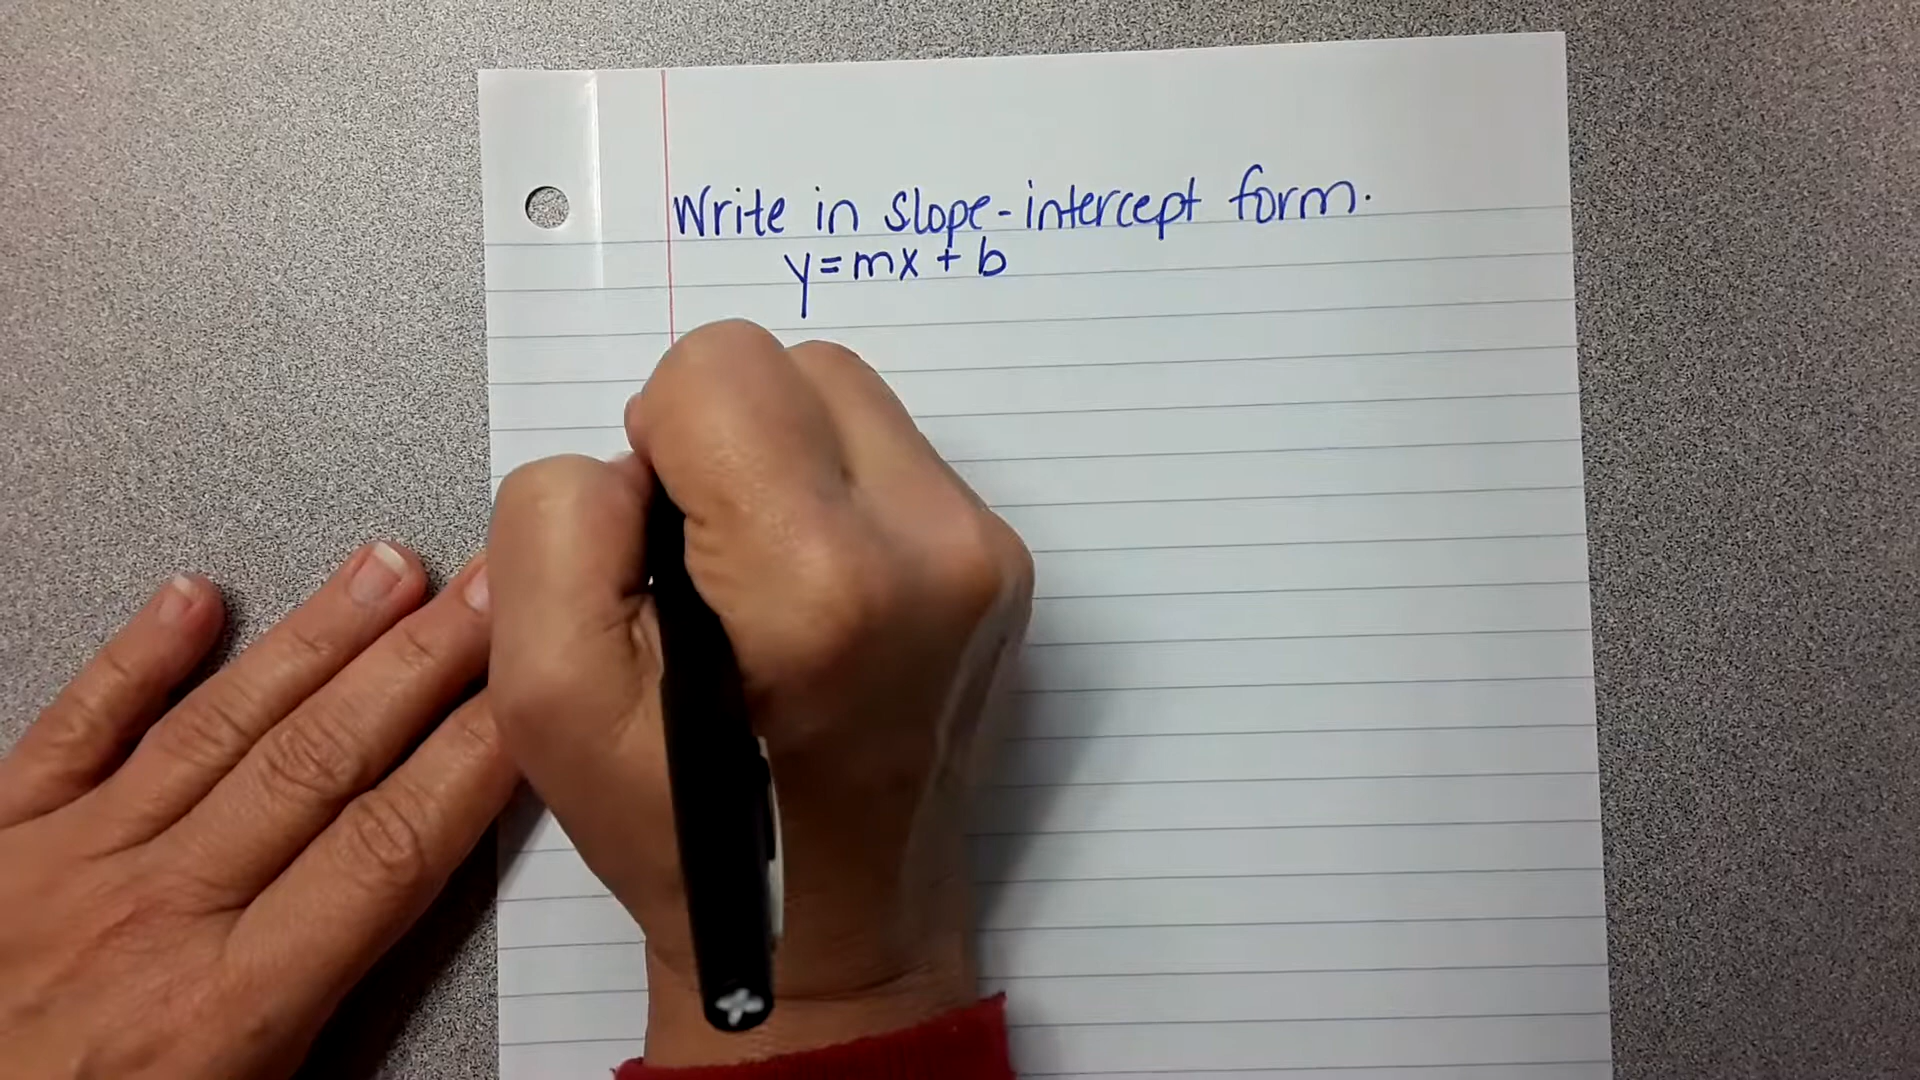 Write in slope-intercept form.
y = mx + b